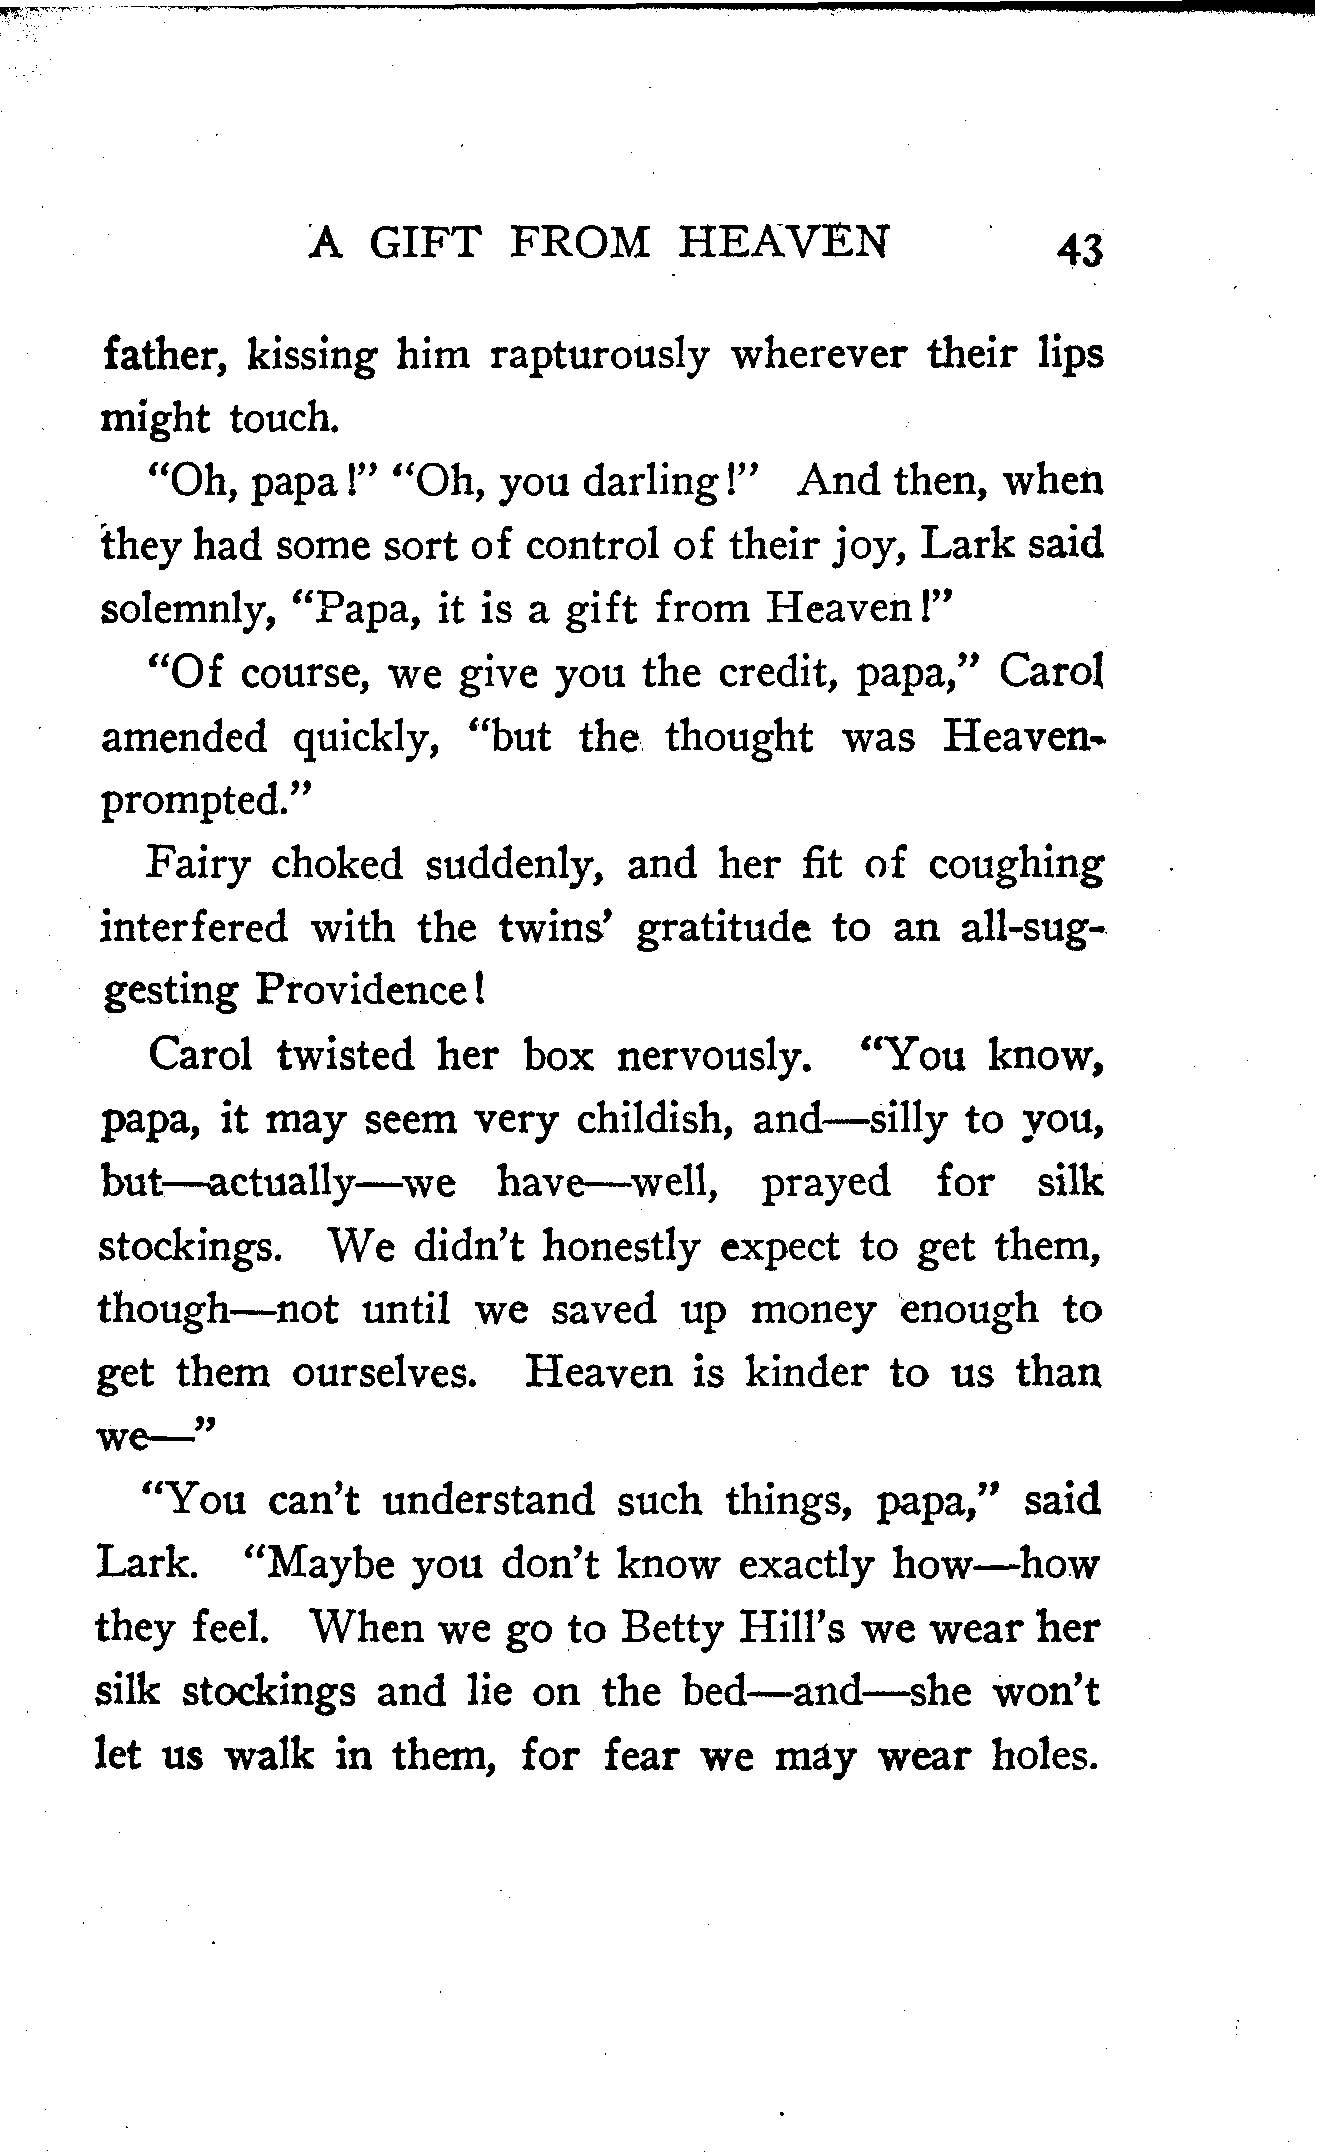 A GIFT FROM HEAVEN 43
father, kissing him rapturously wherever their lips
might touch.
“Oh, papa!” “Oh, you darling!” And then, when
they had some sort of control of their joy, Lark said
solemnly, “Papa, it is a gift from Heaven!”
“Of course, we give you the credit, papa,” Carol
amended quickly, “but the thought was Heaven-
prompted.”
Fairy choked suddenly, and her fit of coughing
interfered with the twins’ gratitude to an all-sug-
gesting Providence!
Carol twisted her box nervously. “You know,
papa, it may seem very childish, and—silly to you,
but—actually—we have—well, prayed for silk
stockings. We didn’t honestly expect to get them,
though—not until we saved up money enough to
get them ourselves. Heaven is kinder to us than
we—”
“You can’t understand such things, papa,” said
Lark. “Maybe you don’t know exactly how—how
they feel. When we go to Betty Hill’s we wear her
silk stockings and lie on the bed—and—she won’t
let us walk in them, for fear we may wear holes.